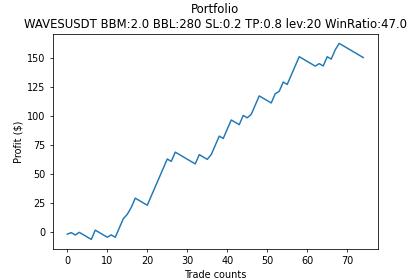 Portfolio
WAVESUSDT BBM:2.0 BBL:280 SL:0.2 TP:0.8 lev:20 WinRatio:47.0
150
125
100
75
50
25
0
Profit ($)
0 10 20 30 40 50 60 70
Trade counts